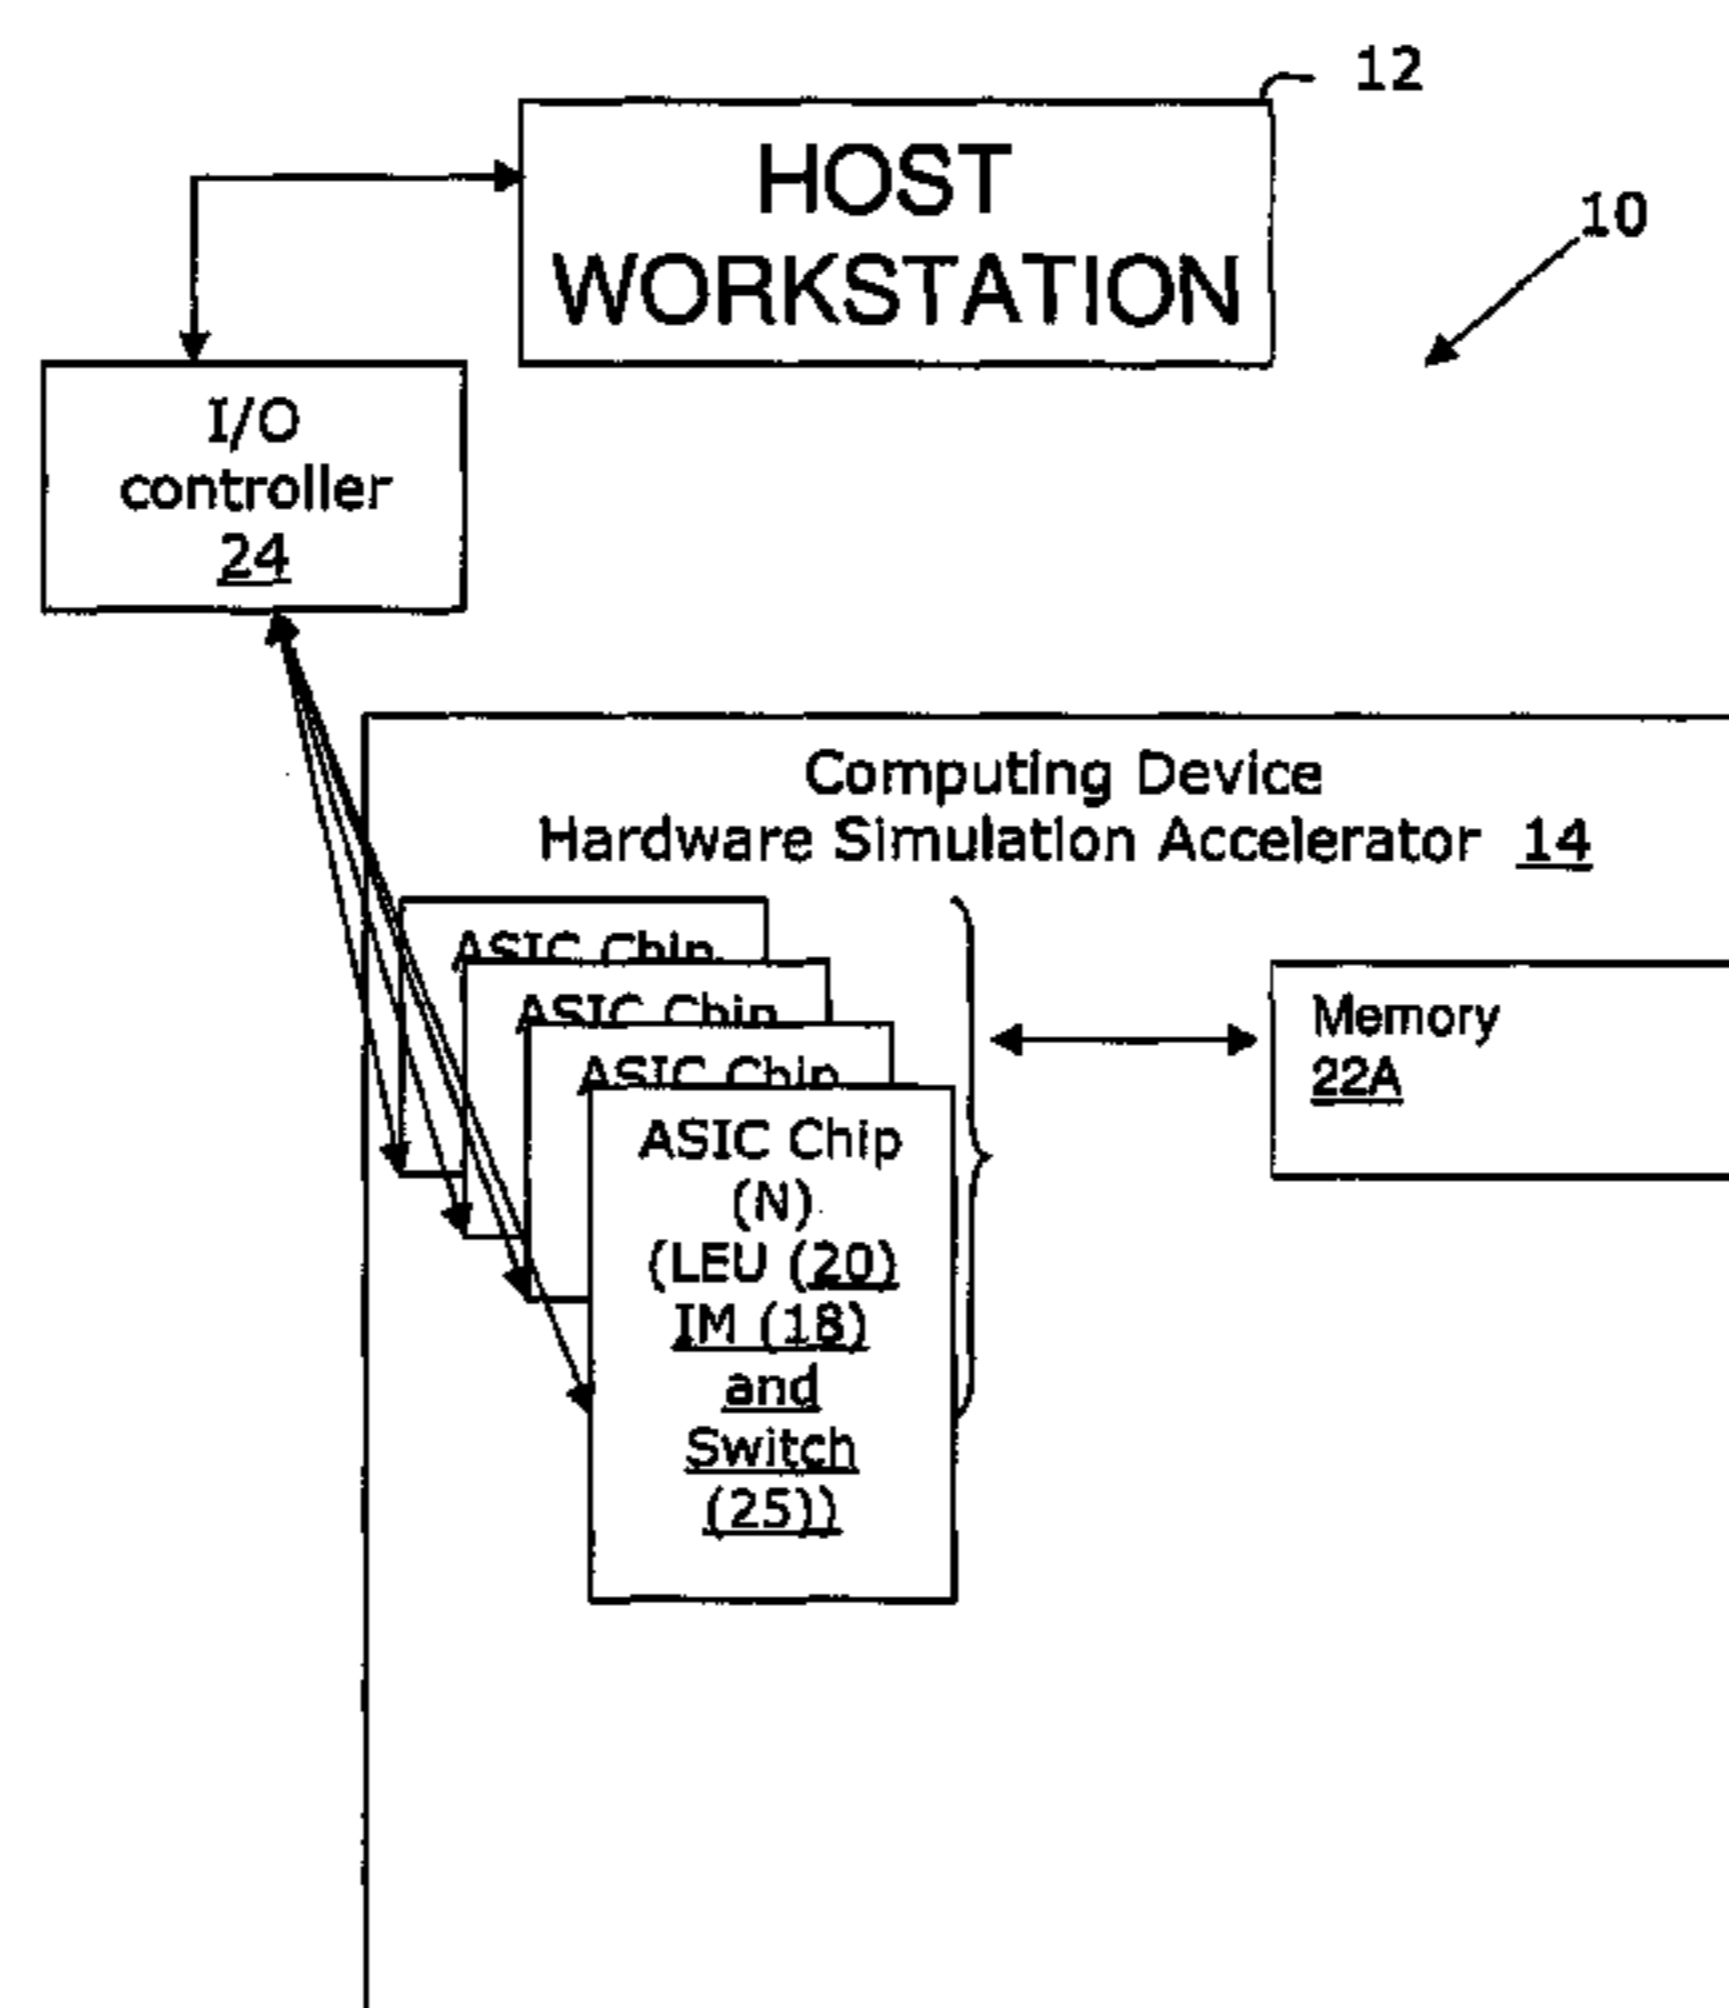 12
HOST
WORKSTATION
10
I/O
controller
24
Computing Device
Hardware Simulation Accelerator 14
ASIC Chip
ASIC Chip
ASIC Chip
ASIC Chip
(N)
(LEU (20)
IM (18)
and
Switch
(25))
Memory
22A